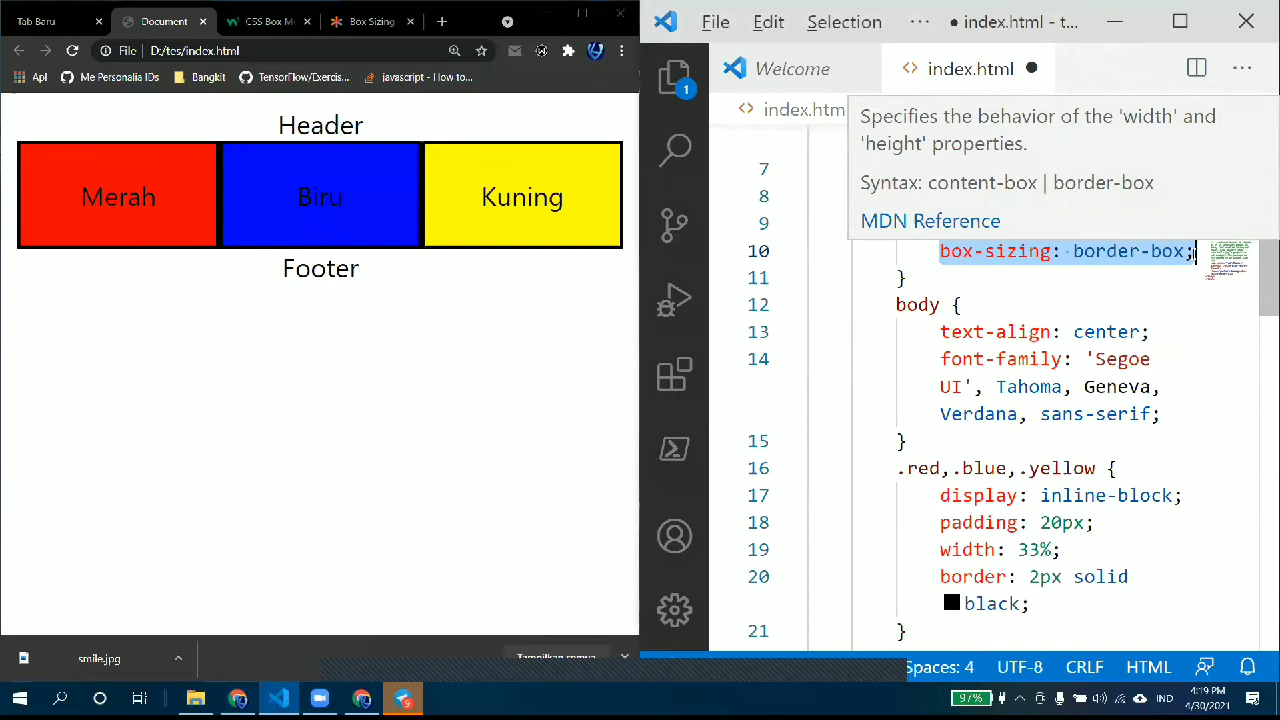 Tab Baru
Document
CSS Box M
Box Sizing
File
D:/tes/index.html
Apl
Me Personalia IDs
Bangkit
TensorFlow/Exercis...
javascript - How to...
Header
Merah
Biru
Kuning
Footer
smile.jpg
Tampilkan semua
File
Edit
Selection
···
● index.html - t...
Welcome
index.html
index.htm
Specifies the behavior of the 'width' and
'height' properties.
Syntax: content-box | border-box
MDN Reference
1
7
8
9
10 box-sizing: border-box;
11 }
12 body {
13 text-align: center;
14 font-family: 'Segoe
UI', Tahoma, Geneva,
Verdana, sans-serif;
15 }
16 .red,.blue,.yellow {
17 display: inline-block;
18 padding: 20px;
19 width: 33%;
20 border: 2px solid
black;
21 }
Spaces: 4
UTF-8
CRLF
HTML
9
97%
IND
4:19 PM
4/30/2021